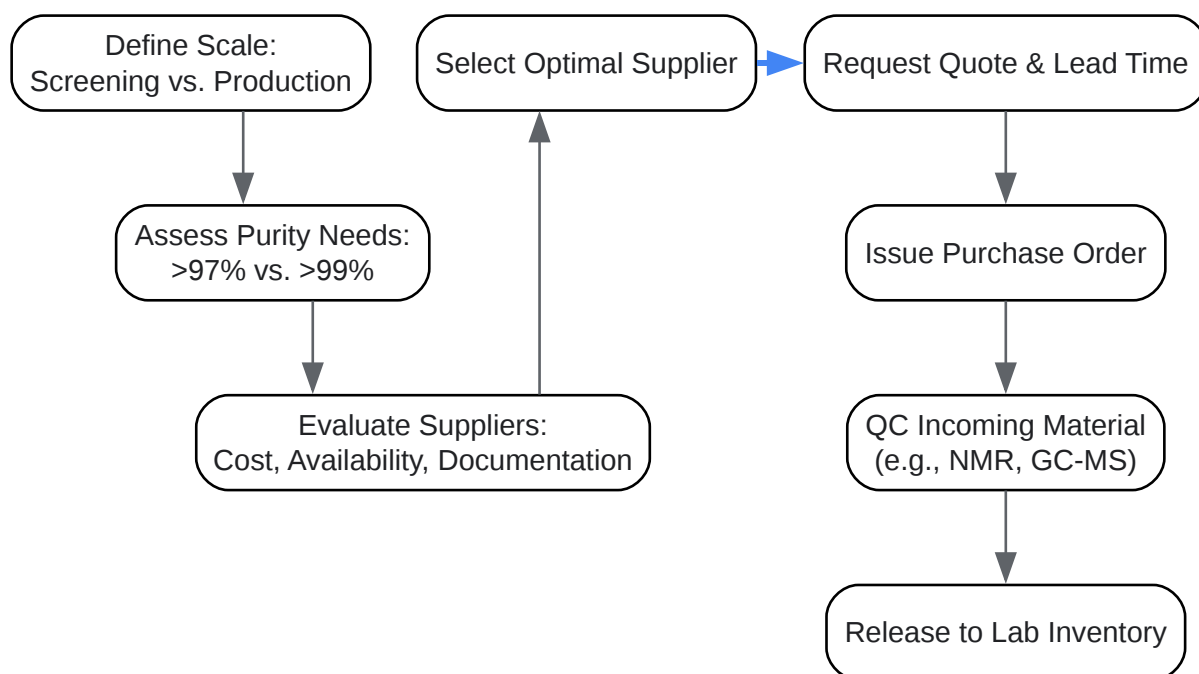 Define Scale:
Screening vs. Production
Assess Purity Needs:
>97% vs. >99%
Evaluate Suppliers:
Cost, Availability, Documentation
Select Optimal Supplier
Request Quote & Lead Time
Issue Purchase Order
QC Incoming Material
(e.g., NMR, GC-MS)
Release to Lab Inventory